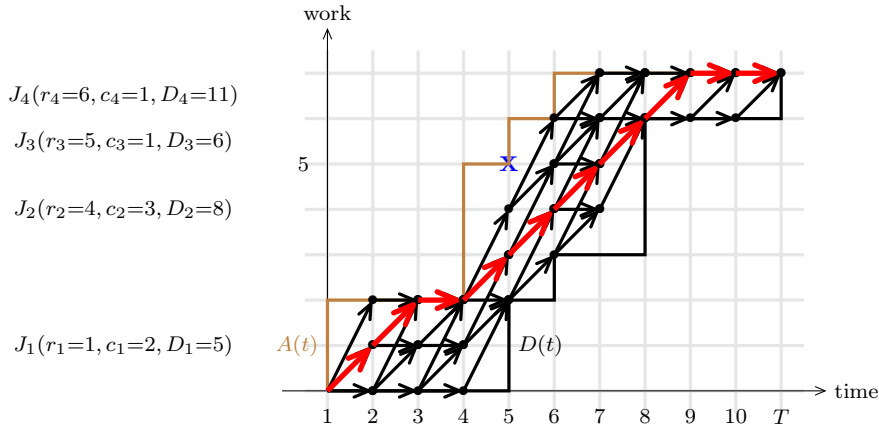 work
J₄(r₄=6, c₄=1, D₄=11)
J₃(r₃=5, c₃=1, D₃=6)
5
X
J₂(r₂=4, c₂=3, D₂=8)
J₁(r₁=1, c₁=2, D₁=5)
A(t)
D(t)
time
1 2 3 4 5 6 7 8 9 10 T